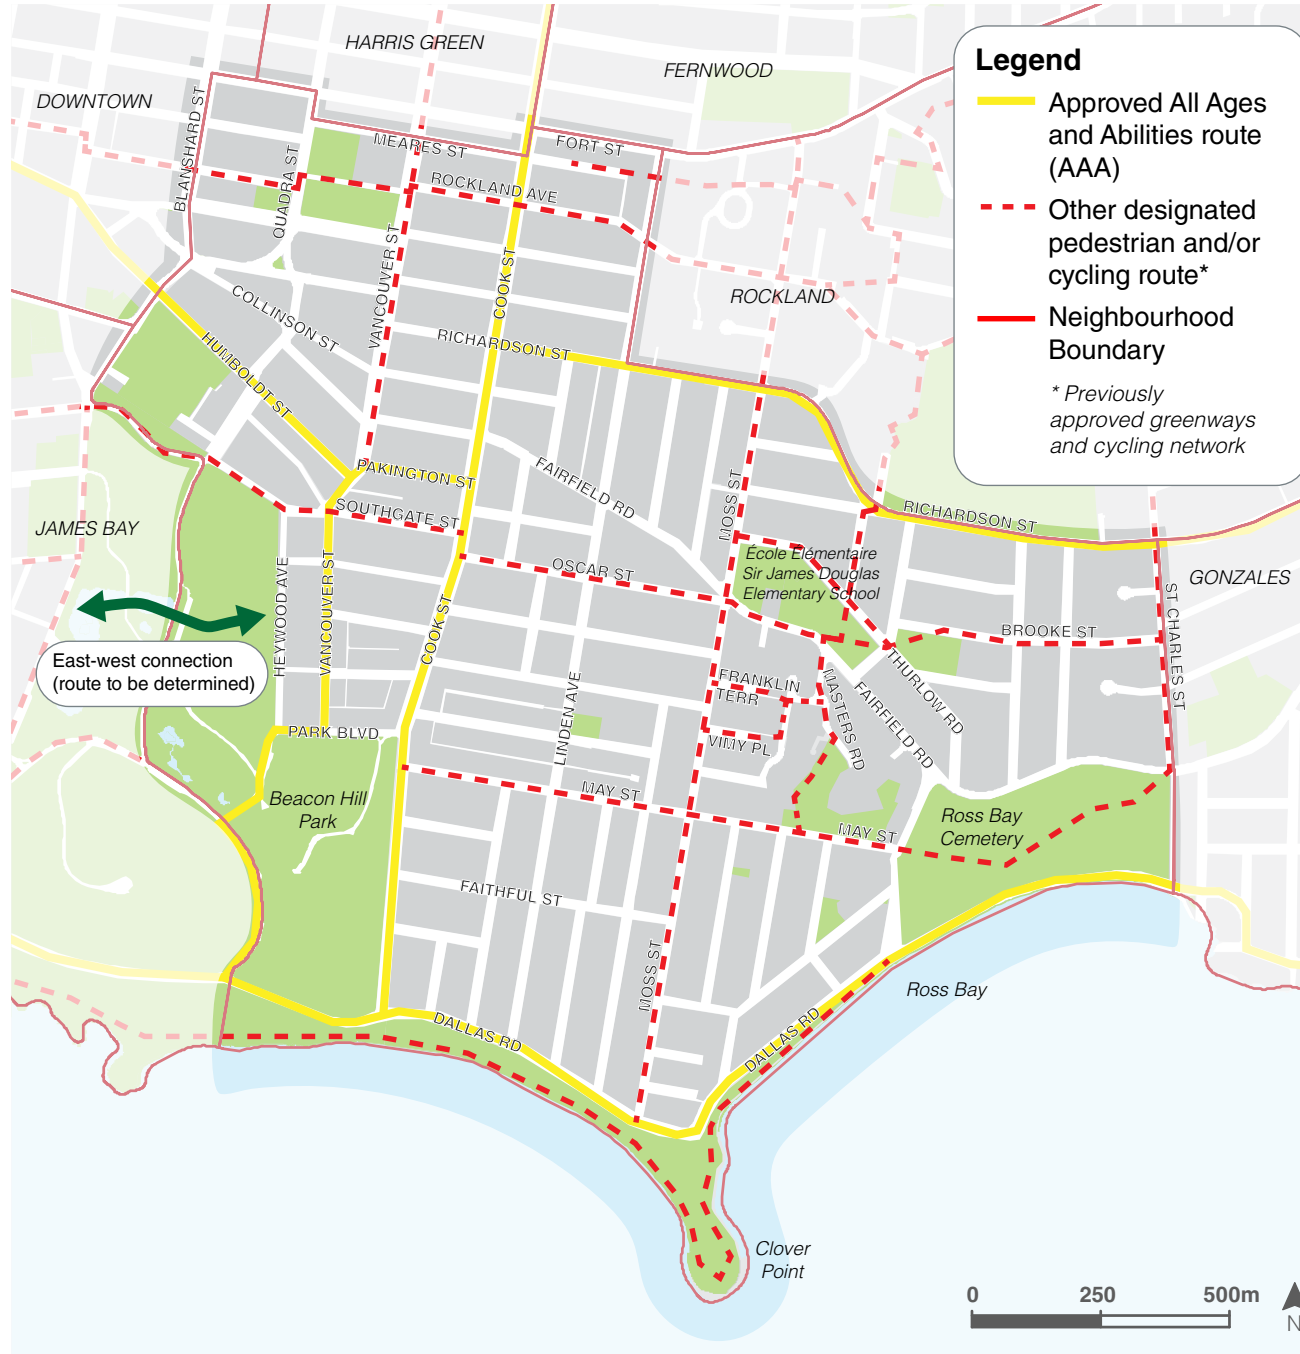 HARRIS GREEN
FERNWOOD
DOWNTOWN
Legend
Approved All Ages
and Abilities route
(AAA)
Other designated
pedestrian and/or
cycling route*
Neighbourhood
Boundary
* Previously
approved greenways
and cycling network
BLANSHARD ST
QUADRA ST
MEARES ST
FORT ST
ROCKLAND AVE
VANCOUVER ST
COOK ST
ROCKLAND
COLLINSON ST
RICHARDSON ST
HUMBOLDT ST
PAKINGTON ST
FAIRFIELD RD
MOSS ST
SOUTHGATE ST
RICHARDSON ST
JAMES BAY
École Elémentaire
Sir James Douglas
Elementary School
OSCAR ST
GONZALES
HEYWOOD AVE
VANCOUVER ST
COOK ST
ST CHARLES ST
BROOKE ST
East-west connection
(route to be determined)
LINDEN AVE
FRANKLIN
TERR
MASTERS RD
THURLOW RD
FAIRFIELD RD
PARK BLVD
VIMY PL
Beacon Hill
Park
MAY ST
MAY ST
Ross Bay
Cemetery
FAITHFUL ST
MOSS ST
Ross Bay
DALLAS RD
DALLAS RD
Clover
Point
0 250 500m
N